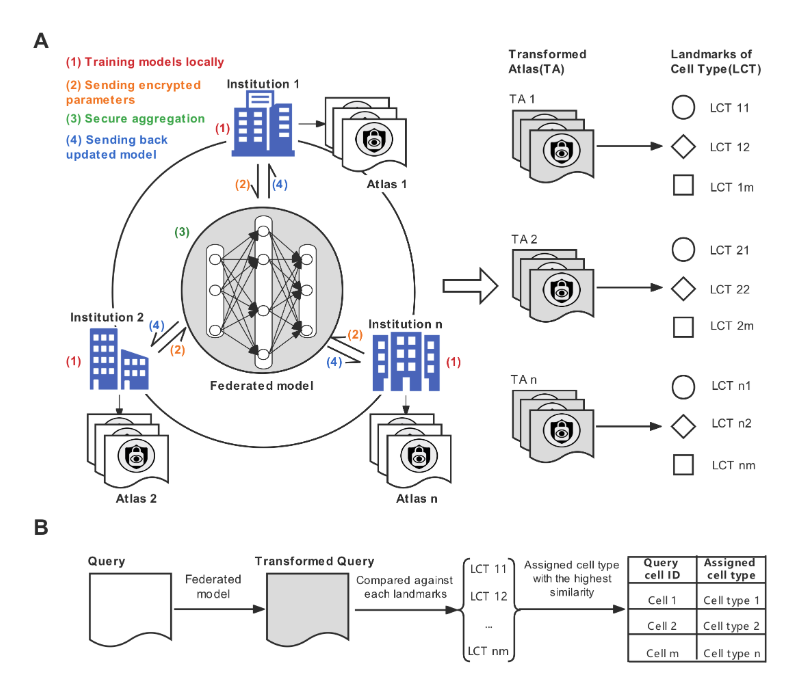 A
(1) Training models locally
(2) Sending encrypted
parameters
(3) Secure aggregation
(4) Sending back
updated model
Institution 1
(1)
Atlas 1
(2)
(4)
(3)
Federated model
Institution 2
(4)
(2)
(1)
Atlas 2
Institution n
(2)
(4)
(1)
Atlas n
Transformed
Atlas(TA)
Landmarks of
Cell Type(LCT)
TA 1
LCT 11
LCT 12
LCT 1m
TA 2
LCT 21
LCT 22
LCT 2m
TA n
LCT n1
LCT n2
LCT nm
B
Query
Federated
model
Transformed Query
Compared against
each landmarks
LCT 11
LCT 12
...
LCT nm
Assigned cell type
with the highest
similarity
Query Assigned
cell ID cell type
Cell 1 Cell type 1
Cell 2 Cell type 2
Cell m Cell type n